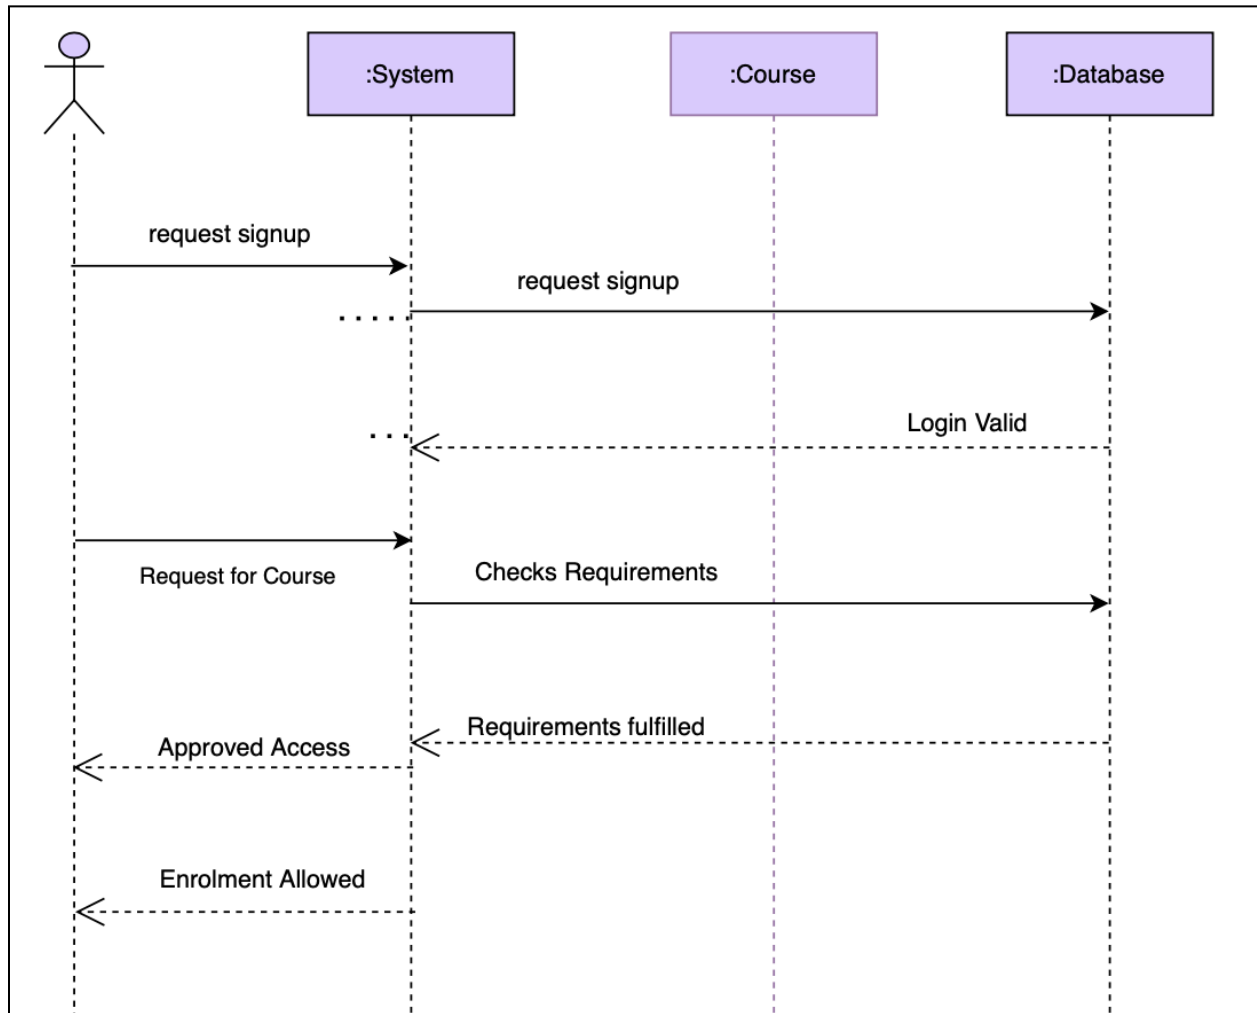 :System
:Course
:Database
request signup
request signup
Login Valid
Request for Course
Checks Requirements
Requirements fulfilled
Approved Access
Enrolment Allowed